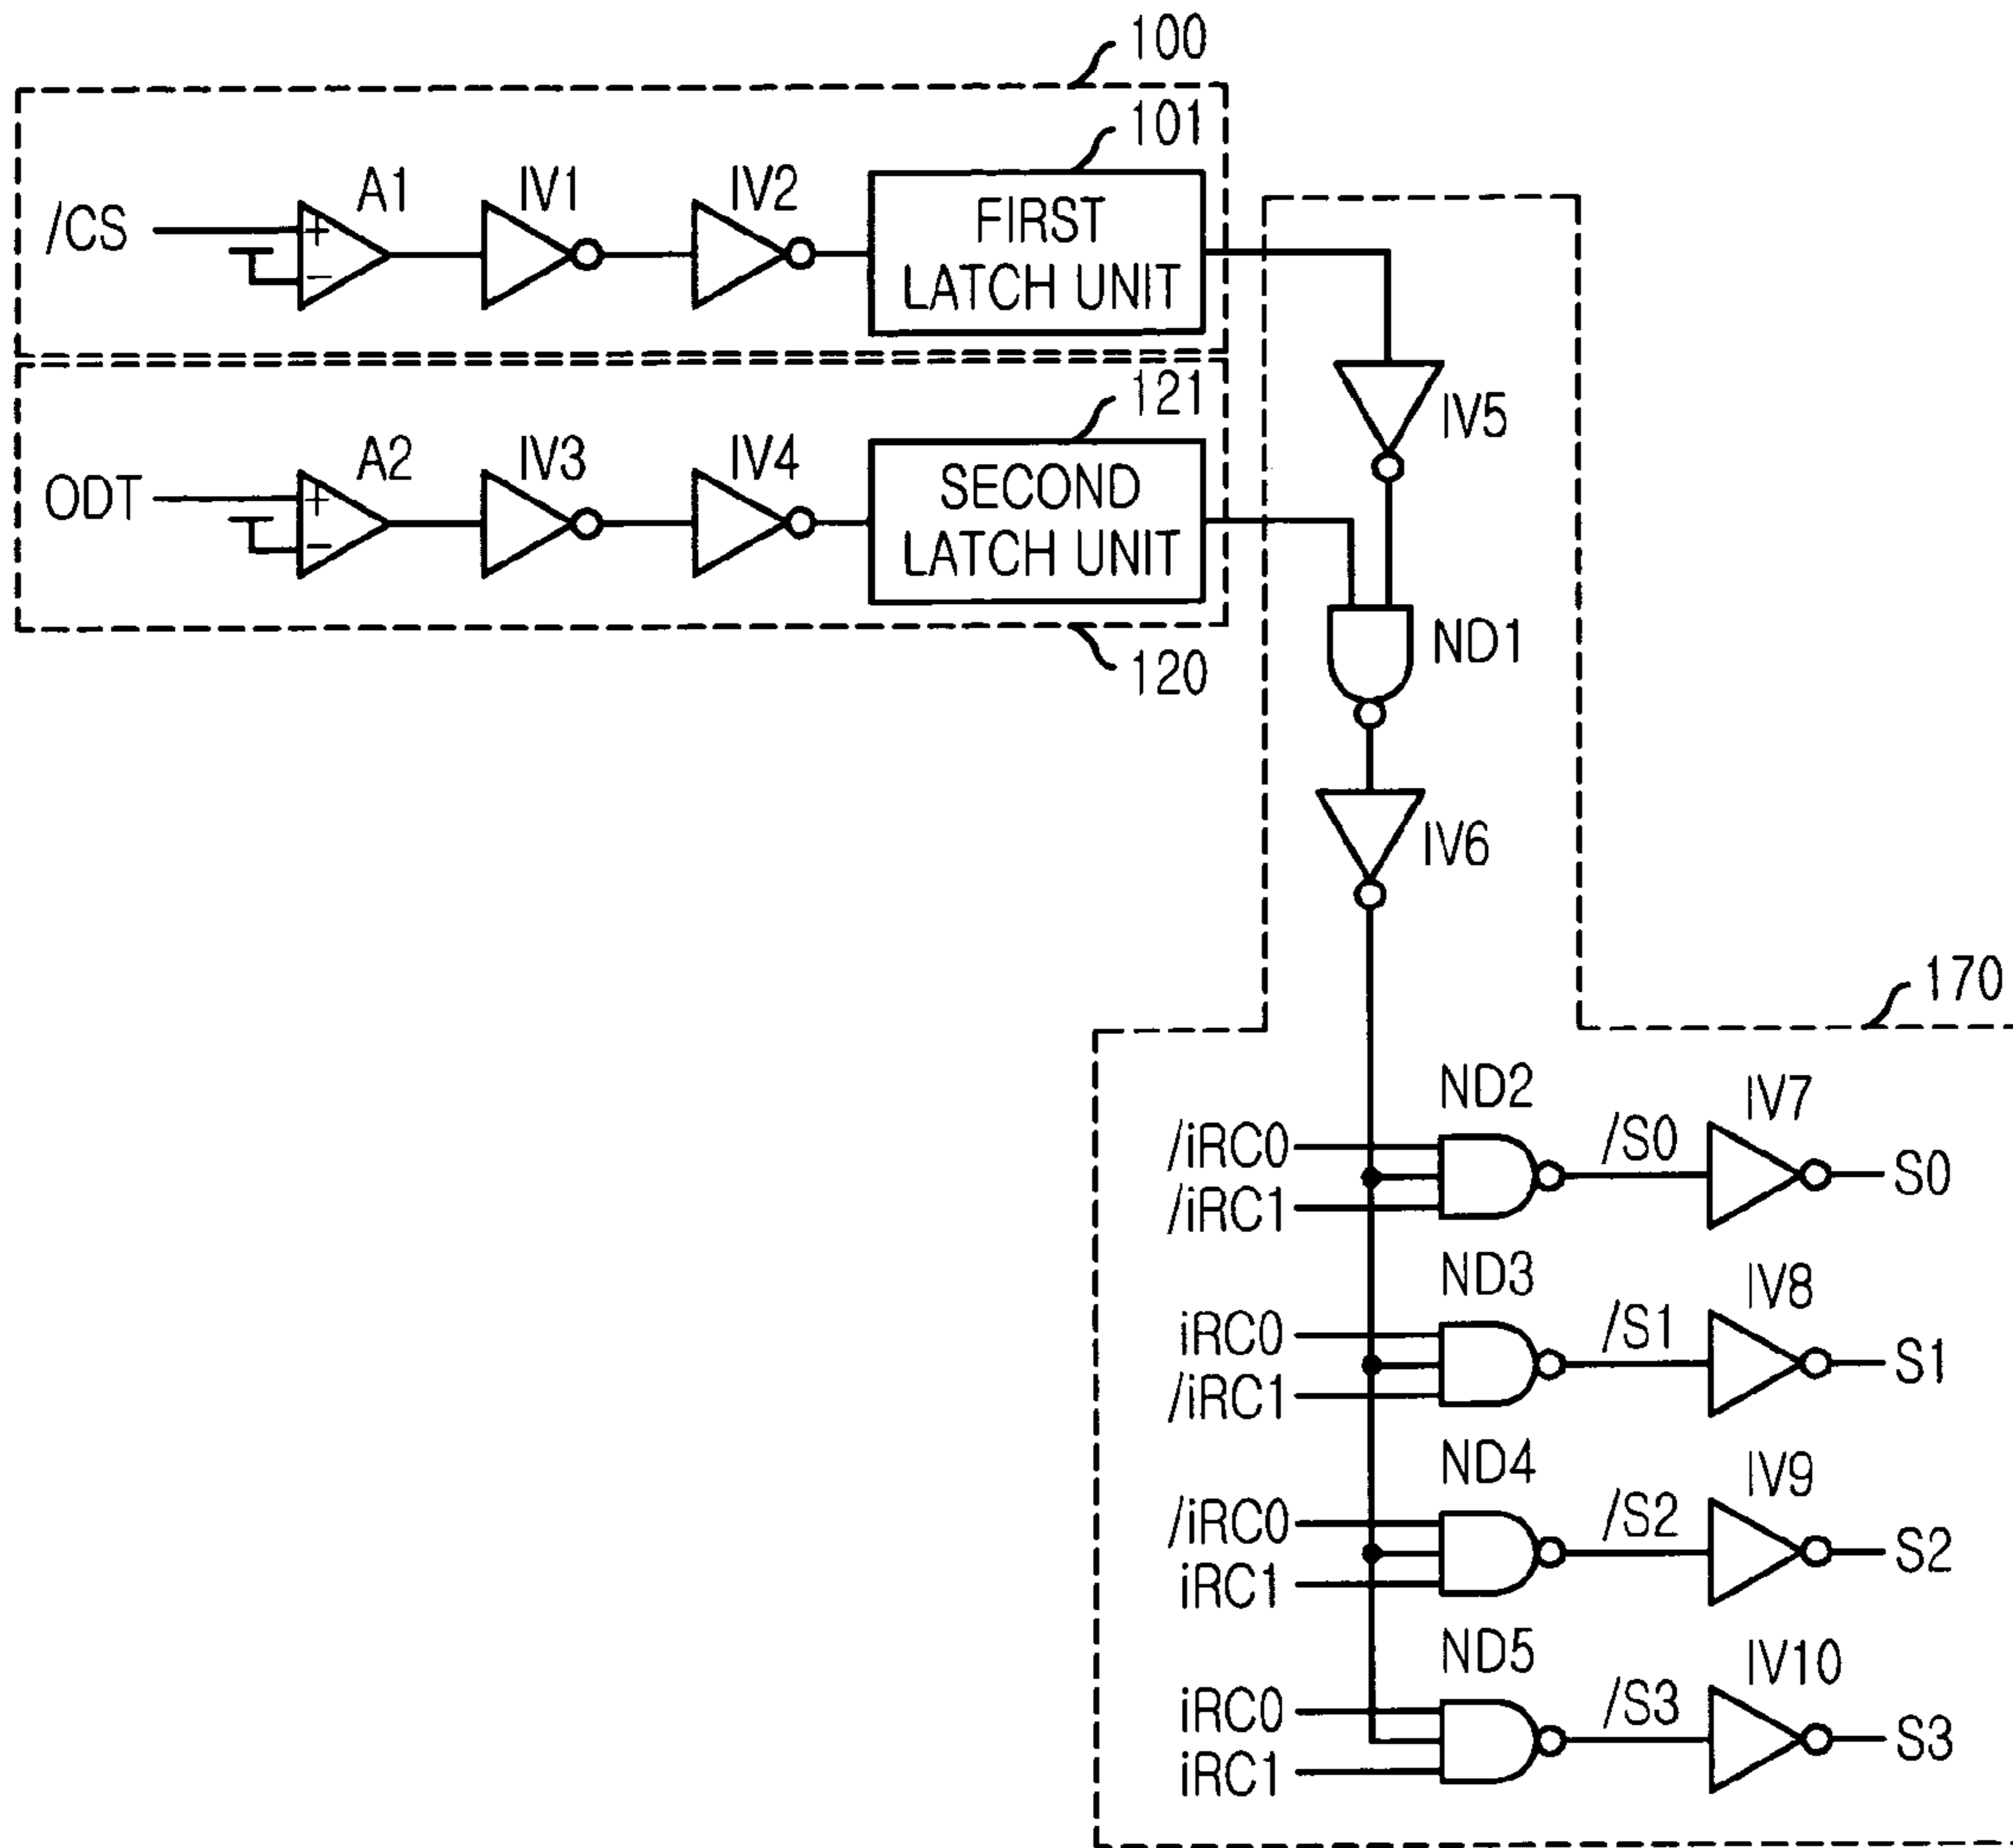 100
101
A1
IV1
IV2
/CS
+
−
FIRST
LATCH UNIT
121
IV5
A2
IV3
IV4
ODT
+
−
SECOND
LATCH UNIT
120
ND1
IV6
170
ND2
IV7
/iRC0
/iRC1
/S0
S0
ND3
IV8
iRC0
/iRC1
/S1
S1
ND4
IV9
/iRC0
iRC1
/S2
S2
ND5
IV10
iRC0
iRC1
/S3
S3